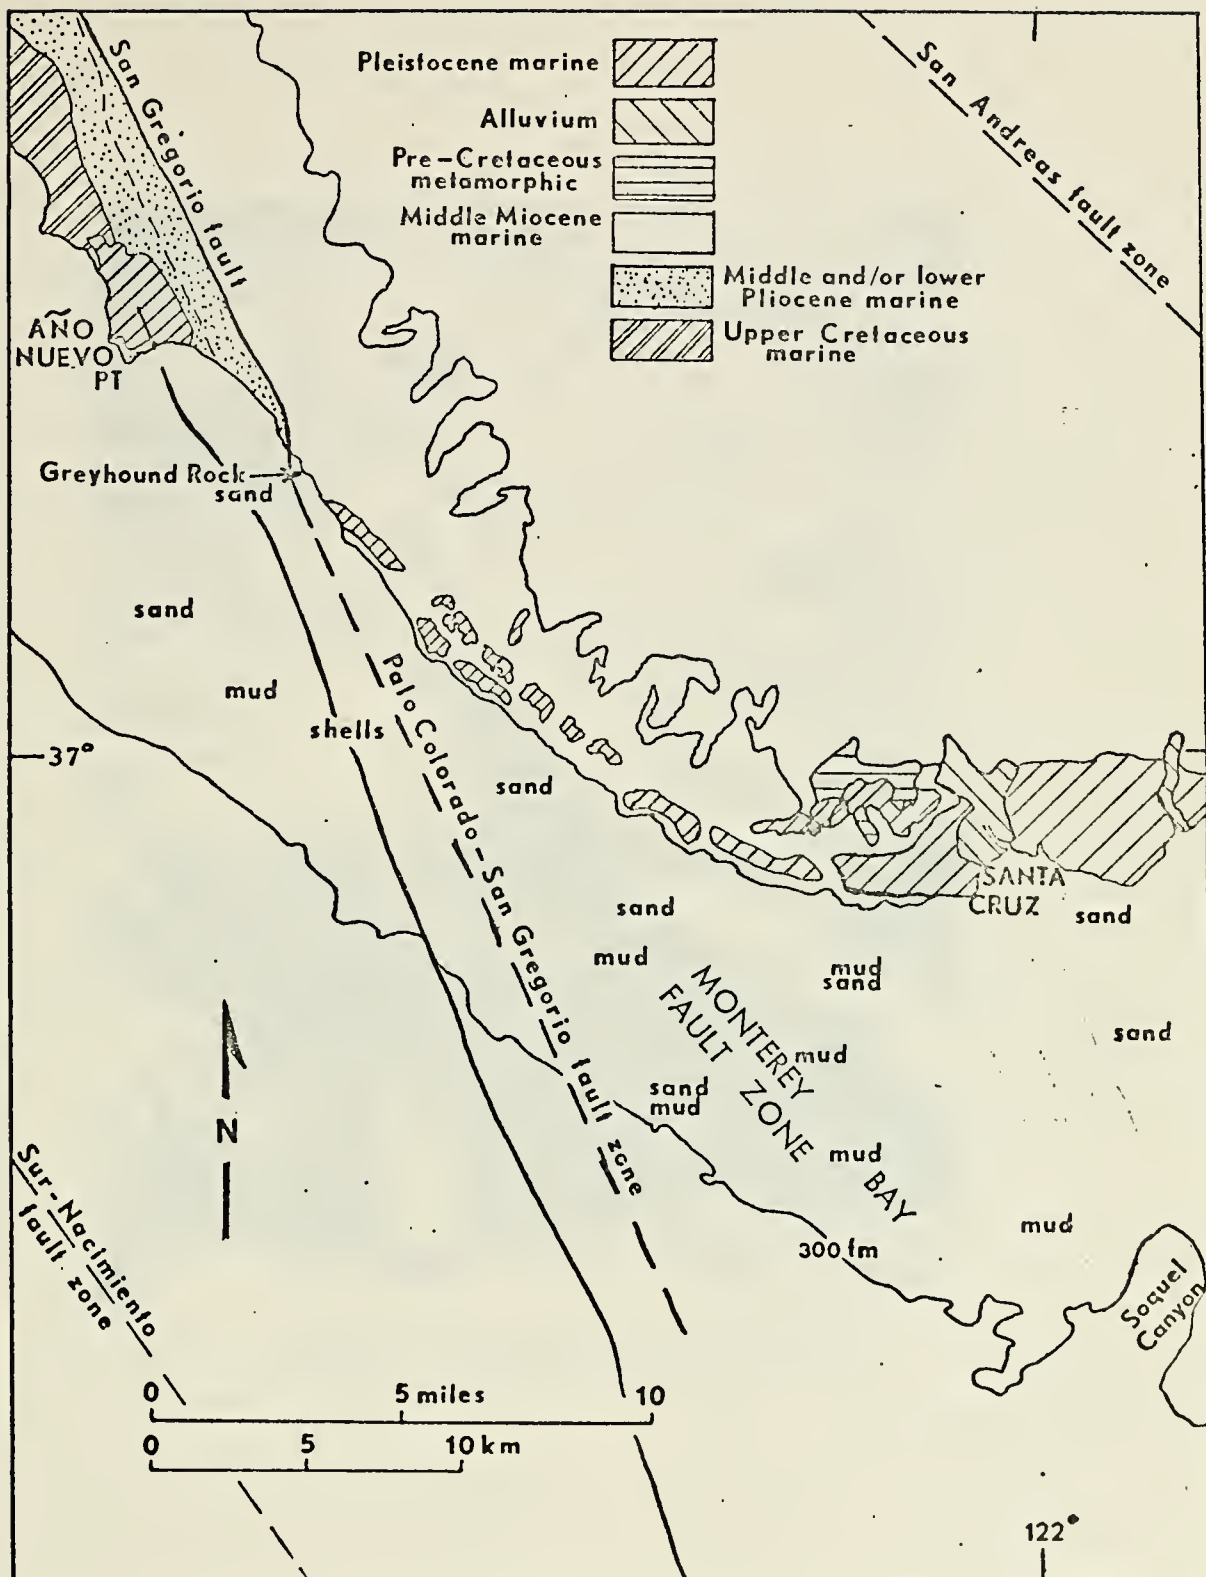 San Gregorio fault
Pleistocene marine
Alluvium
Pre-Cretaceous
metamorphic
Middle Miocene
marine
Middle and/or lower
Pliocene marine
Upper Cretaceous
marine
San Andreas fault zone
AÑO
NUEVO
PT
Greyhound Rock
sand
sand
mud
shells
Palo Colorado-San Gregorio fault zone
37°
sand
SANTA
CRUZ
sand
sand
mud
mud
sand
MONTEREY BAY
FAULT ZONE
mud
sand
sand
mud
mud
mud
300 fm
Soquel
Canyon
N
Sur-Nacimiento
fault zone
0 5 miles 10
0 5 10 km
122°